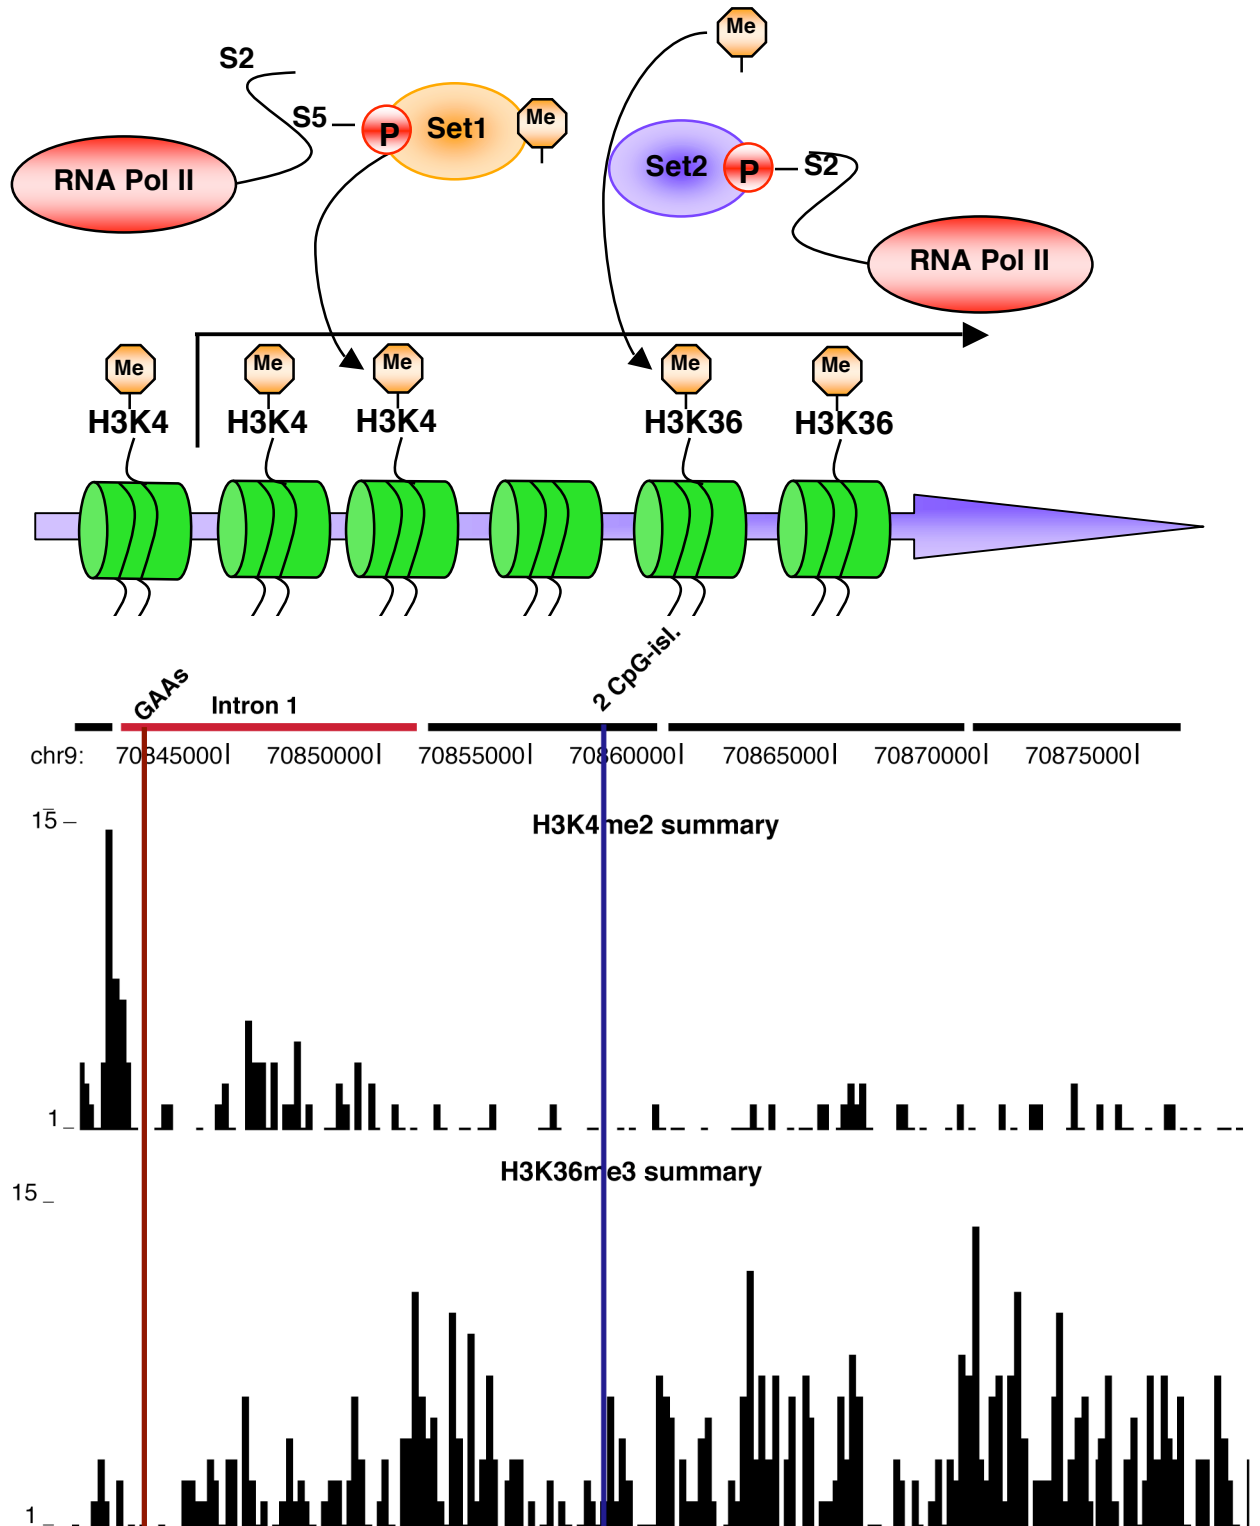 Me
S2
S5
P
Set1
Me
RNA Pol II
Set2
P
S2
RNA Pol II
Me
Me
Me
Me
Me
H3K4
H3K4
H3K4
H3K36
H3K36
GAAs
Intron 1
2 CpG-isl.
chr9:
70845000
70850000
70855000
70860000
70865000
70870000
70875000
15
H3K4me2 summary
1
H3K36me3 summary
15
1